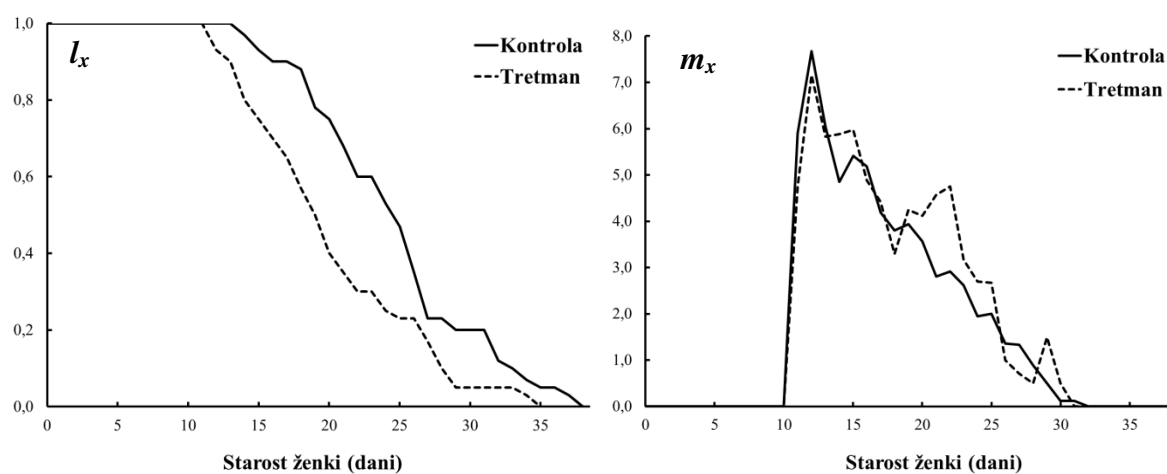 1,0
0,8
0,6
0,4
0,2
0,0
l_x
Kontrola
Tretman
0 5 10 15 20 25 30 35
Starost ženki (dani)
8,0
7,0
6,0
5,0
4,0
3,0
2,0
1,0
0,0
m_x
Kontrola
Tretman
0 5 10 15 20 25 30 35
Starost ženki (dani)